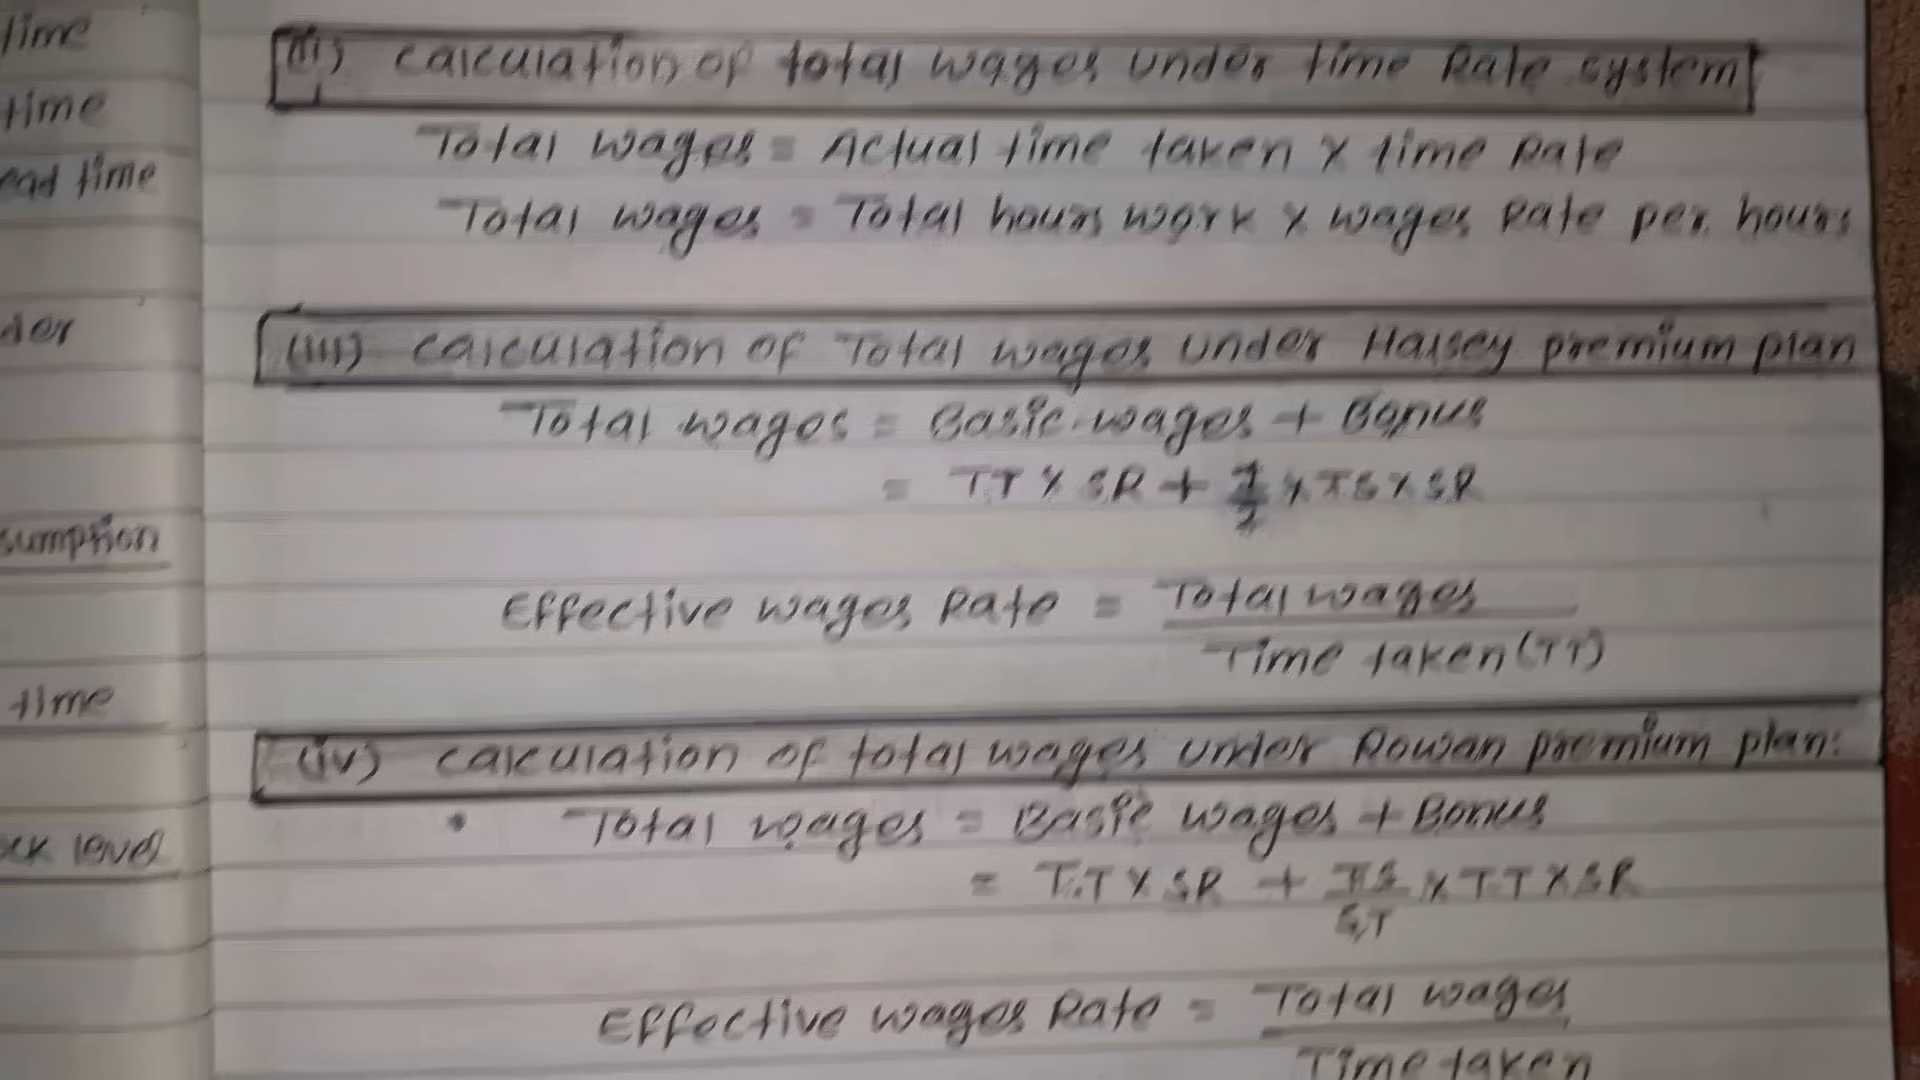 time
time
ead time
der
sumption
time
ock level
(ii) calculation of total wages under time Rate system
Total wages = Actual time taken x time Rate
Total wages = Total hours work x wages Rate per hours
(iii) calculation of Total wages under Halsey premium plan
Total wages = Basic wages + Bonus
= T.T x SR + 1/2 x TS x SR
Effective wages Rate = Total wages
Time taken (TT)
(iv) calculation of total wages under Rowan premium plan:
• Total wages = Basic wages + Bonus
= T.T x SR + TS/ST x TT x SR
Effective wages Rate = Total wages
Time taken